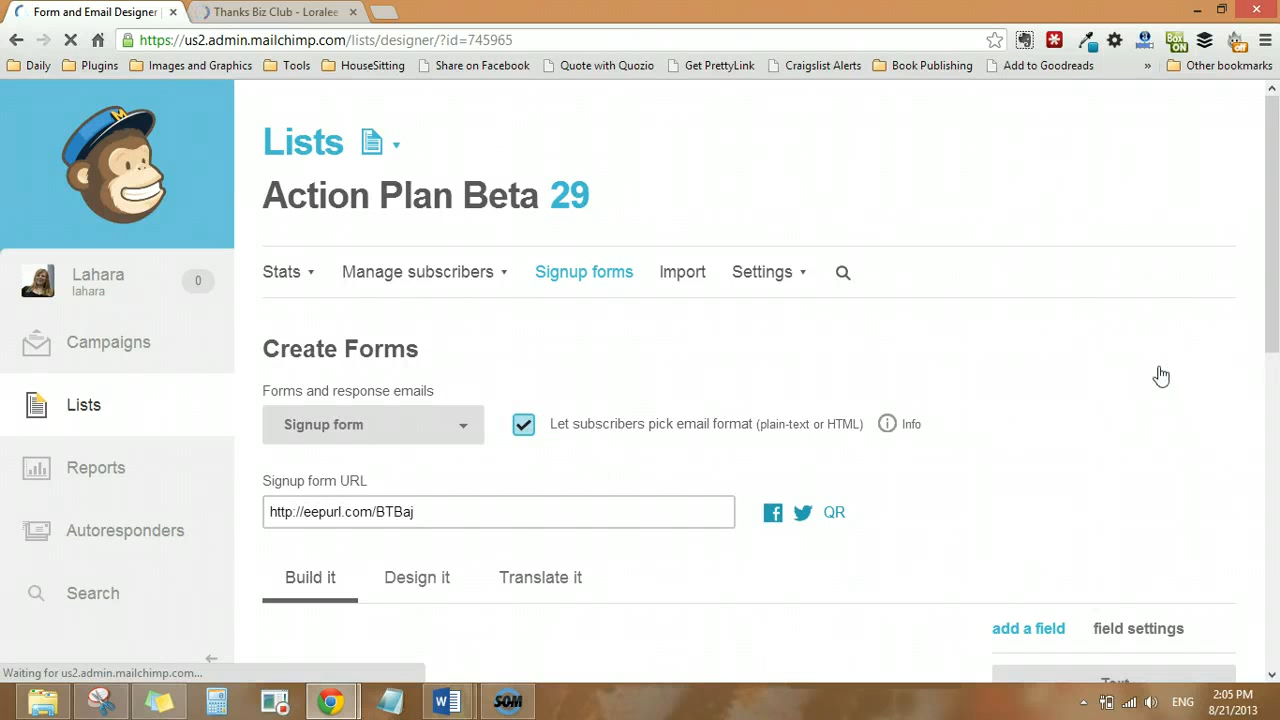 Form and Email Designer
Thanks Biz Club - Loralee
https://us2.admin.mailchimp.com/lists/designer/?id=745965
Box ON
off
Daily
Plugins
Images and Graphics
Tools
HouseSitting
Share on Facebook
Quote with Quozio
Get PrettyLink
Craigslist Alerts
Book Publishing
Add to Goodreads
»
Other bookmarks
M
Lists
Action Plan Beta 29
Stats
Manage subscribers
Signup forms
Import
Settings
Lahara
lahara
0
Campaigns
Lists
Reports
Autoresponders
Search
Create Forms
Forms and response emails
Signup form
Let subscribers pick email format (plain-text or HTML)
Info
Signup form URL
http://eepurl.com/BTBaj
QR
Build it
Design it
Translate it
add a field
field settings
Text
Waiting for us2.admin.mailchimp.com...
SOM
ENG
2:05 PM
8/21/2013